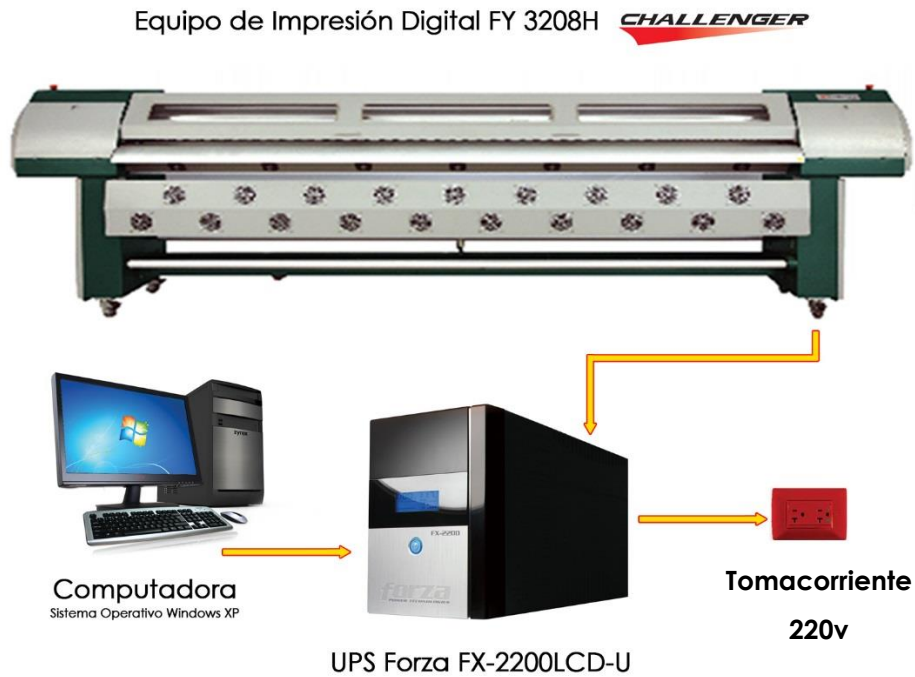 Equipo de Impresión Digital FY 3208H CHALLENGER
FX-2200
forza
Computadora
Sistema Operativo Windows XP
Tomacorriente
220v
UPS Forza FX-2200LCD-U